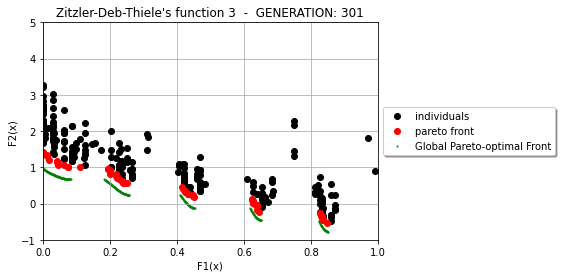 Zitzler-Deb-Thiele's function 3 - GENERATION: 301
5
4
3
2
1
0
−1
F2(x)
0.0 0.2 0.4 0.6 0.8 1.0
F1(x)
individuals
pareto front
Global Pareto-optimal Front